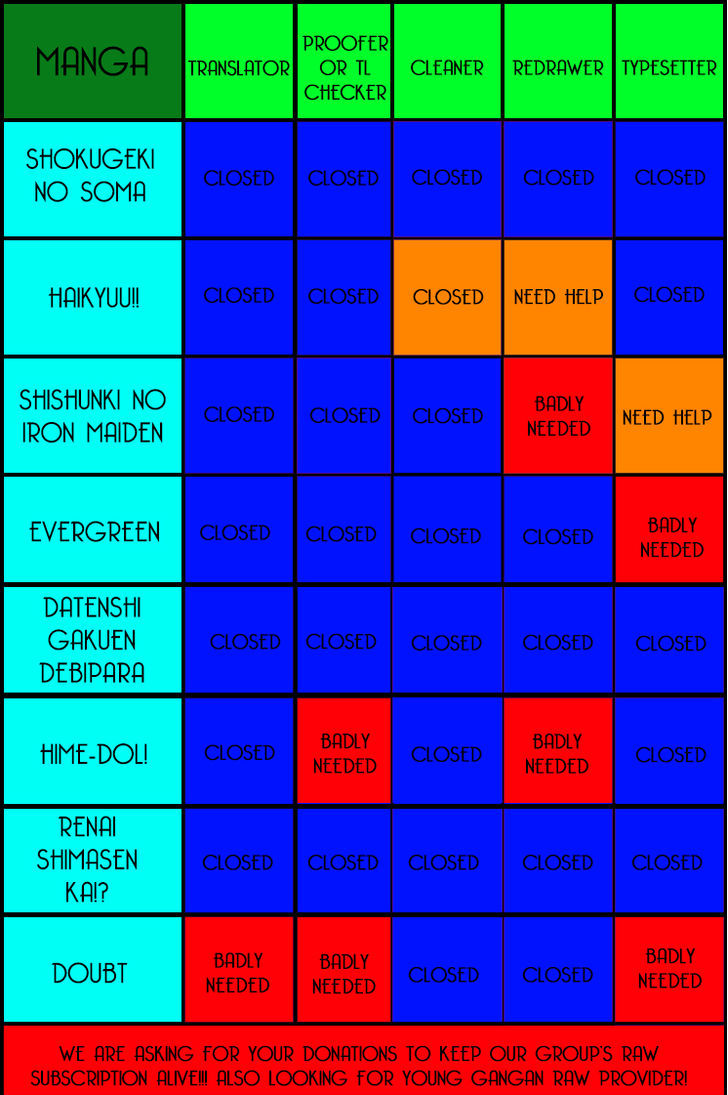 MANGA
TRANSLATOR
PROOFER
OR TL
CHECKER
CLEANER
REDRAWER
TYPESETTER
SHOKUGEKI
NO SOMA
CLOSED
CLOSED
CLOSED
CLOSED
CLOSED
HAIKYUU!!
CLOSED
CLOSED
CLOSED
NEED HELP
CLOSED
SHISHUNKI NO
IRON MAIDEN
CLOSED
CLOSED
CLOSED
BADLY
NEEDED
NEED HELP
EVERGREEN
CLOSED
CLOSED
CLOSED
CLOSED
BADLY
NEEDED
DATENSHI
GAKUEN
DEBIPARA
CLOSED
CLOSED
CLOSED
CLOSED
CLOSED
HIME-DOL!
CLOSED
BADLY
NEEDED
CLOSED
BADLY
NEEDED
CLOSED
RENAI
SHIMASEN
KA!?
CLOSED
CLOSED
CLOSED
CLOSED
CLOSED
DOUBT
BADLY
NEEDED
BADLY
NEEDED
CLOSED
CLOSED
BADLY
NEEDED
WE ARE ASKING FOR YOUR DONATIONS TO KEEP OUR GROUP'S RAW
SUBSCRIPTION ALIVE!!! ALSO LOOKING FOR YOUNG GANGAN RAW PROVIDER!